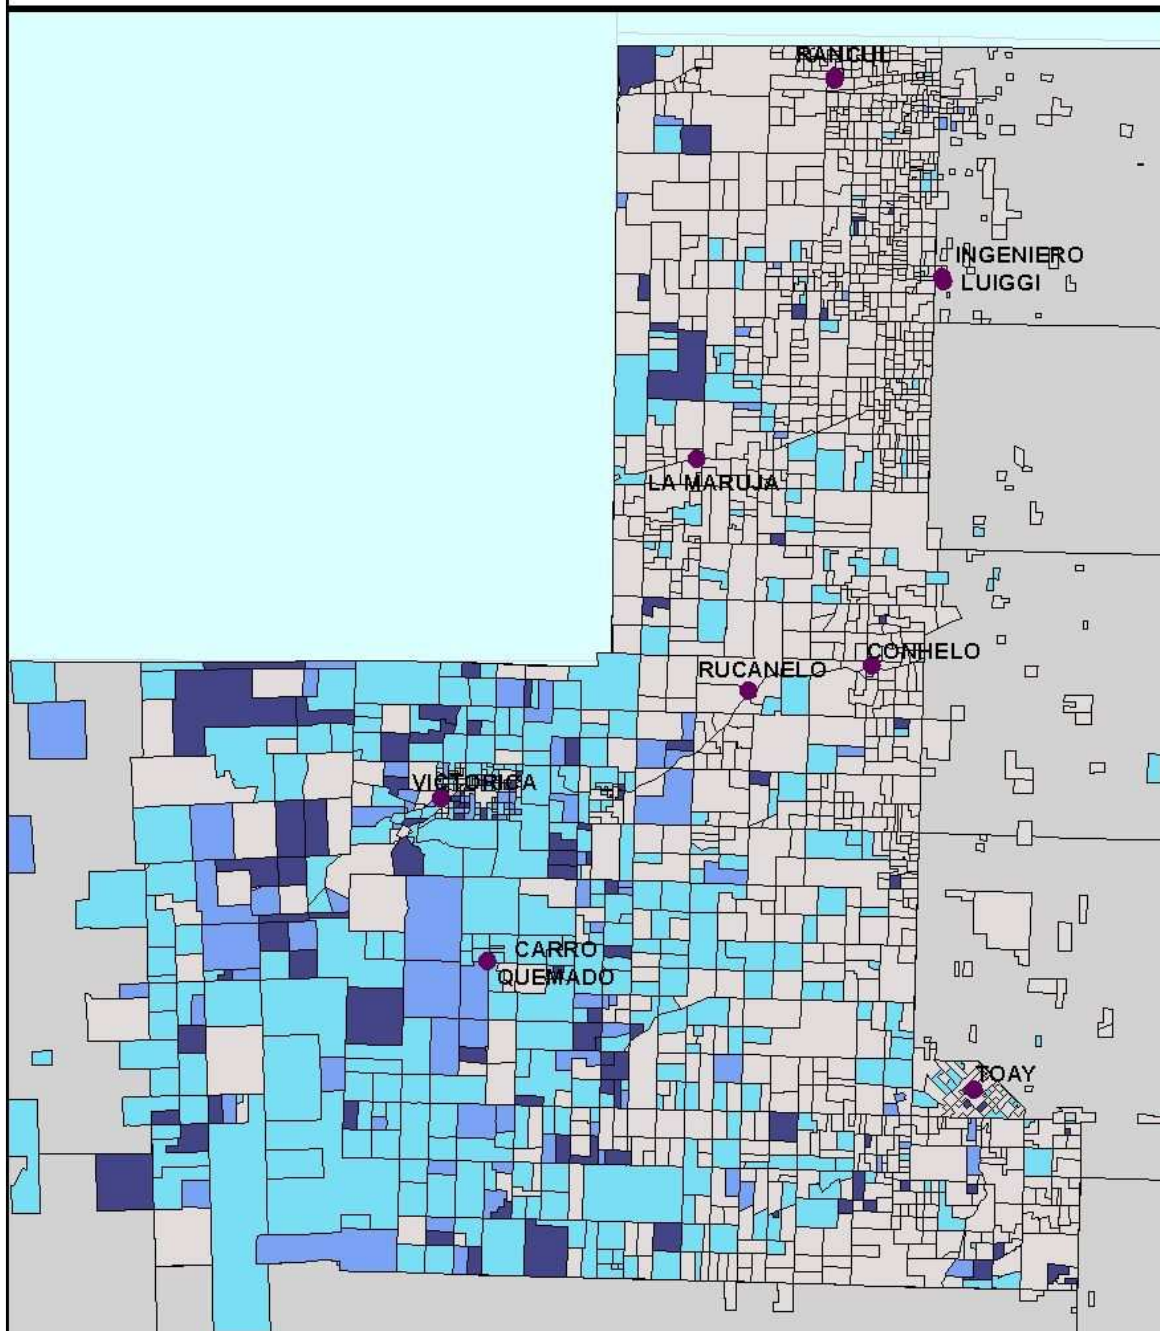 RANCUL
INGENIERO
LUIGGI
LA MARUJA
CONHELO
RUCANELO
VICTORICA
CARRO
QUEMADO
TOAY